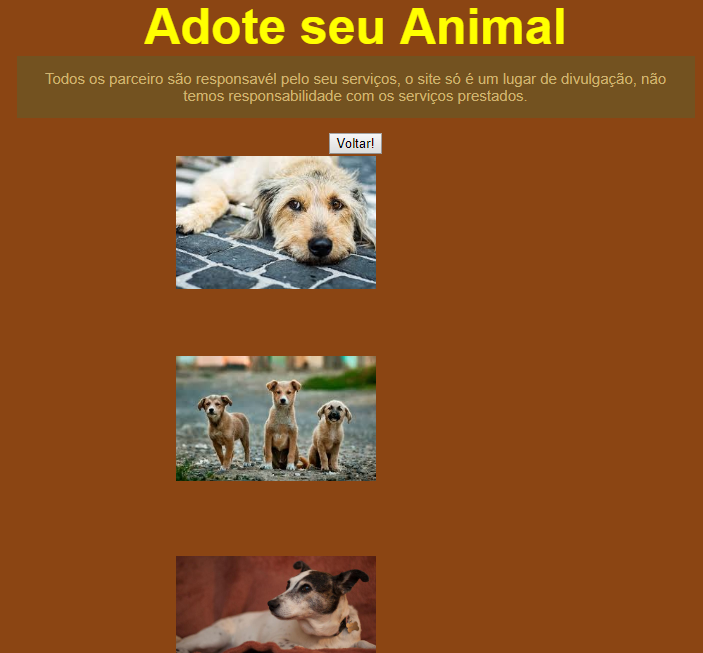 Adote seu Animal
Todos os parceiro são responsavél pelo seu serviços, o site só é um lugar de divulgação, não
temos responsabilidade com os serviços prestados.
Voltar!